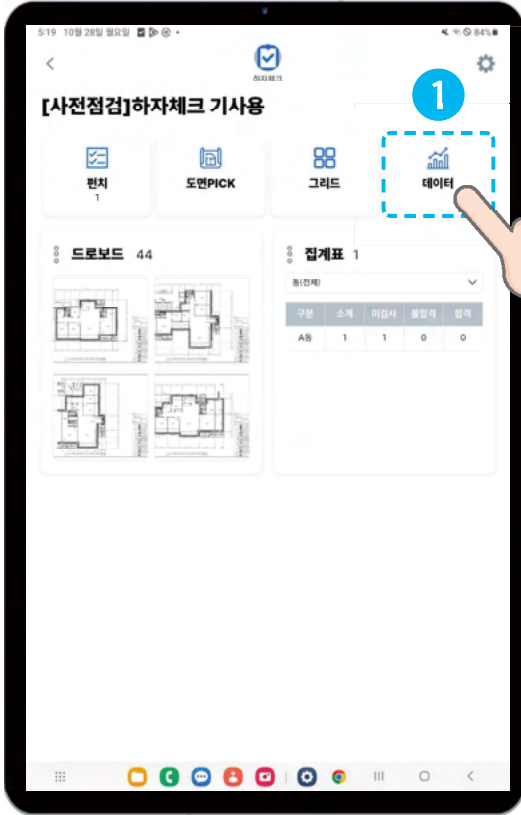 5:19 10월 28일 월요일
84%
하자체크
[사전점검]하자체크 기사용
1
펀치
1
도면PICK
그리드
데이터
드로보드 44
집계표 1
동(전체)
구분 소계 미검사 불합격 합격
A동 1 1 0 0